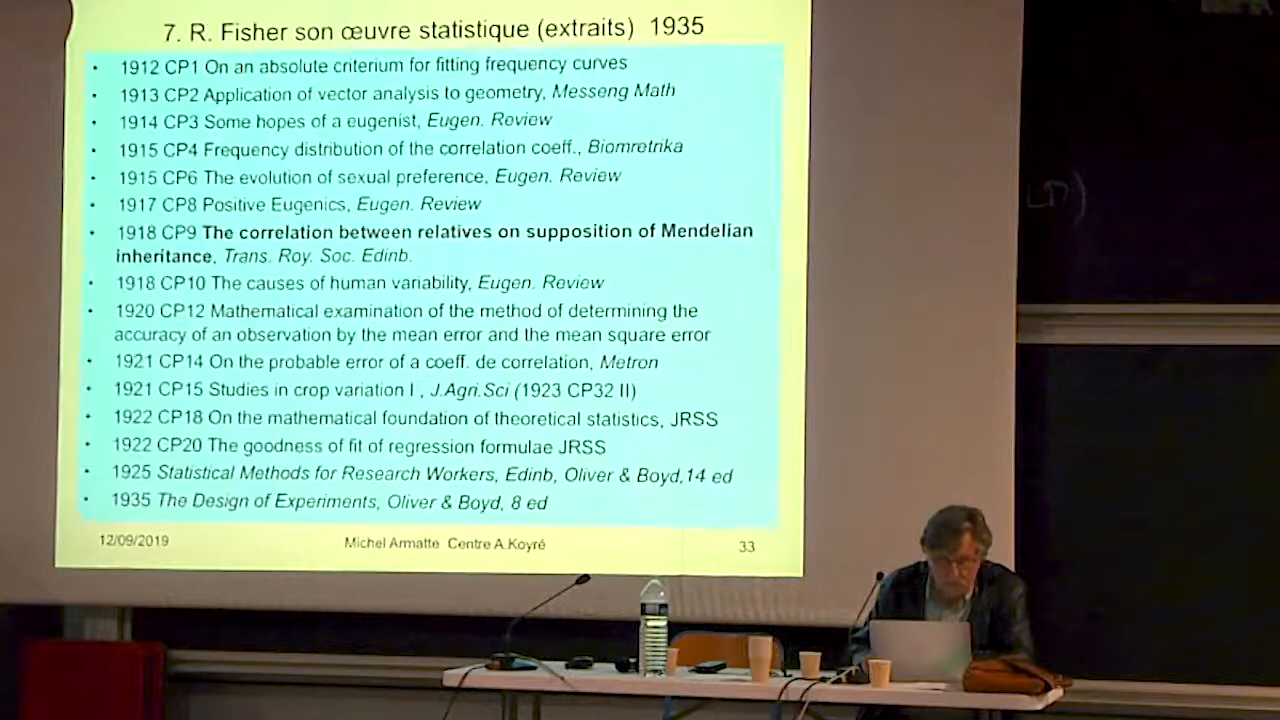 7. R. Fisher son œuvre statistique (extraits) 1935
• 1912 CP1 On an absolute criterium for fitting frequency curves
• 1913 CP2 Application of vector analysis to geometry, Messeng Math
• 1914 CP3 Some hopes of a eugenist, Eugen. Review
• 1915 CP4 Frequency distribution of the correlation coeff., Biomretrika
• 1915 CP6 The evolution of sexual preference, Eugen. Review
• 1917 CP8 Positive Eugenics, Eugen. Review
• 1918 CP9 The correlation between relatives on supposition of Mendelian
inheritance, Trans. Roy. Soc. Edinb.
• 1918 CP10 The causes of human variability, Eugen. Review
• 1920 CP12 Mathematical examination of the method of determining the
accuracy of an observation by the mean error and the mean square error
• 1921 CP14 On the probable error of a coeff. de correlation, Metron
• 1921 CP15 Studies in crop variation I , J.Agri.Sci (1923 CP32 II)
• 1922 CP18 On the mathematical foundation of theoretical statistics, JRSS
• 1922 CP20 The goodness of fit of regression formulae JRSS
• 1925 Statistical Methods for Research Workers, Edinb, Oliver & Boyd,14 ed
• 1935 The Design of Experiments, Oliver & Boyd, 8 ed
12/09/2019 Michel Armatte Centre A.Koyré 33